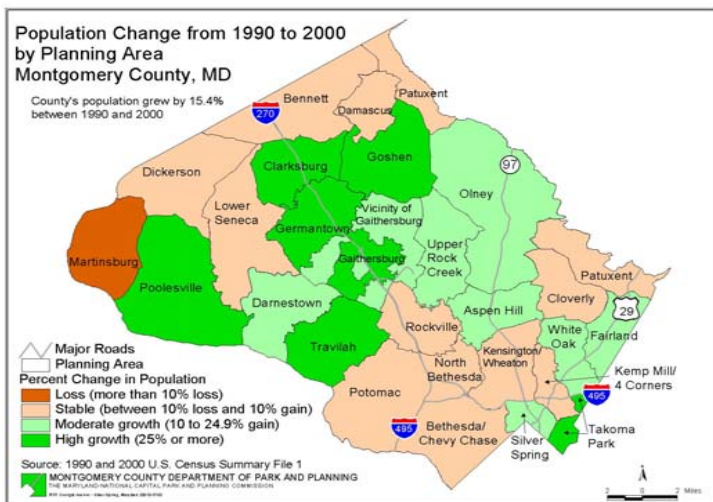 Population Change from 1990 to 2000
by Planning Area
Montgomery County, MD
County's population grew by 15.4%
between 1990 and 2000
Bennett
Patuxent
Damascus
270
Clarksburg
Goshen
97
Dickerson
Olney
Lower
Seneca
Vicinity of
Gaithersburg
Germantown
Martinsburg
Gaithersburg
Upper
Rock
Creek
Patuxent
Poolesville
Cloverly
Darnestown
Aspen Hill
29
Rockville
White
Oak
Fairland
Travilah
Kensington/
Wheaton
North
Bethesda
Kemp Mill/
4 Corners
Potomac
495
495
Bethesda/
Chevy Chase
Silver
Spring
Takoma
Park
Major Roads
Planning Area
Percent Change in Population
Loss (more than 10% loss)
Stable (between 10% loss and 10% gain)
Moderate growth (10 to 24.9% gain)
High growth (25% or more)
Source: 1990 and 2000 U.S. Census Summary File 1
MONTGOMERY COUNTY DEPARTMENT OF PARK AND PLANNING
THE MARYLAND-NATIONAL CAPITAL PARK AND PLANNING COMMISSION
2 0 2 Miles